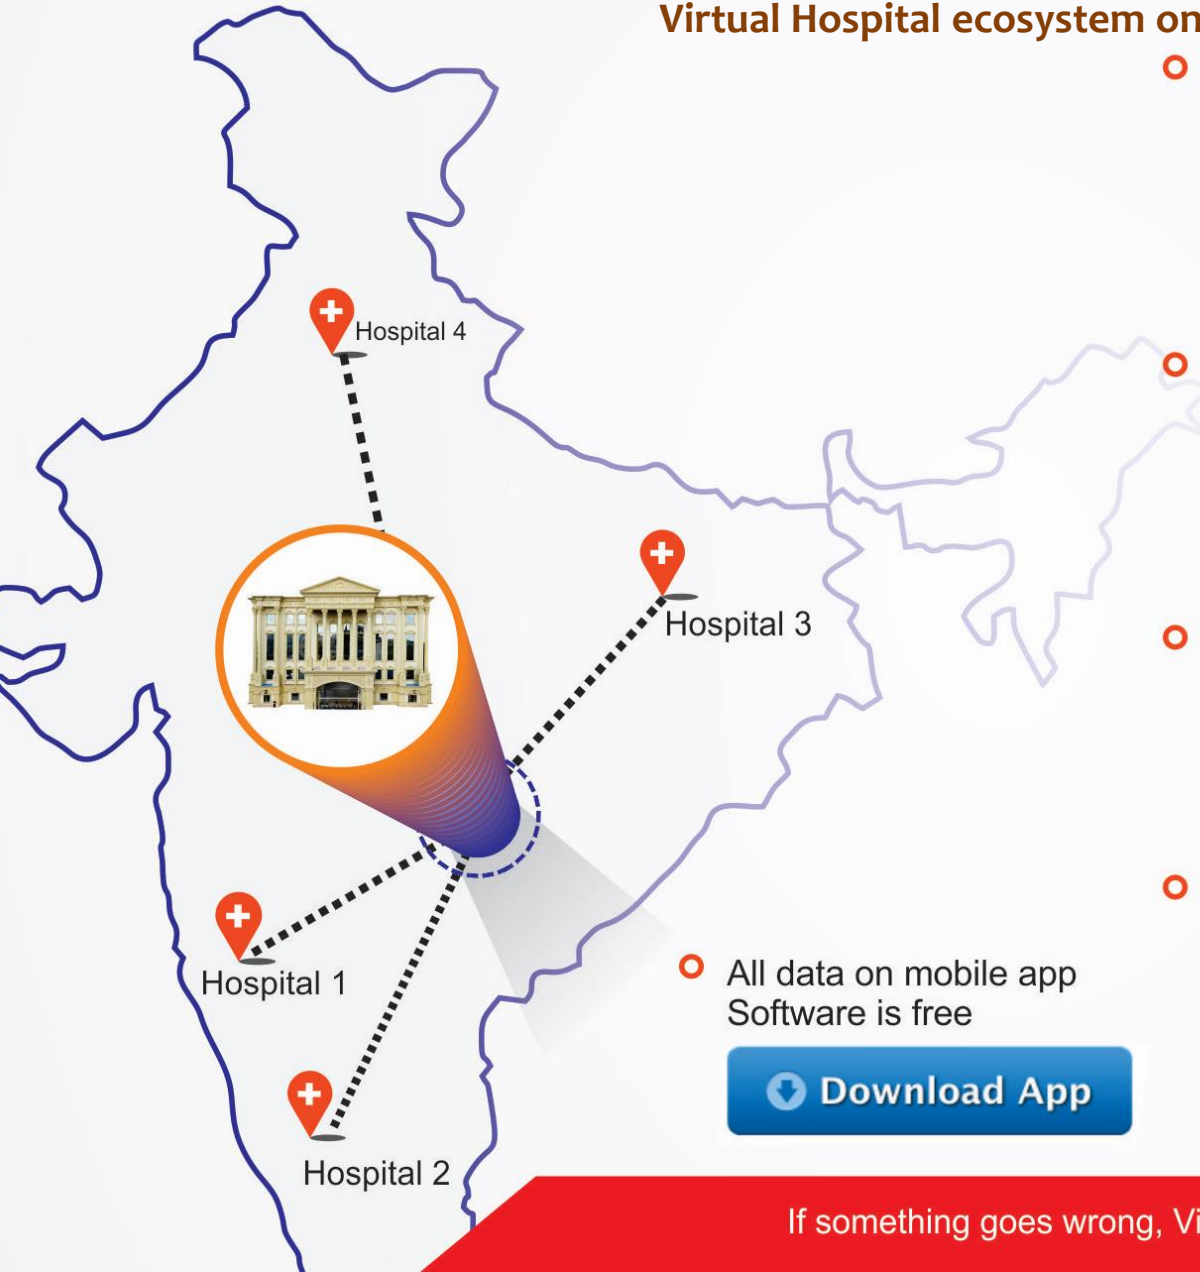 Virtual Hospital ecosystem on
Hospital 4
Hospital 3
Hospital 1
All data on mobile app
Software is free
Download App
Hospital 2
If something goes wrong, Vi